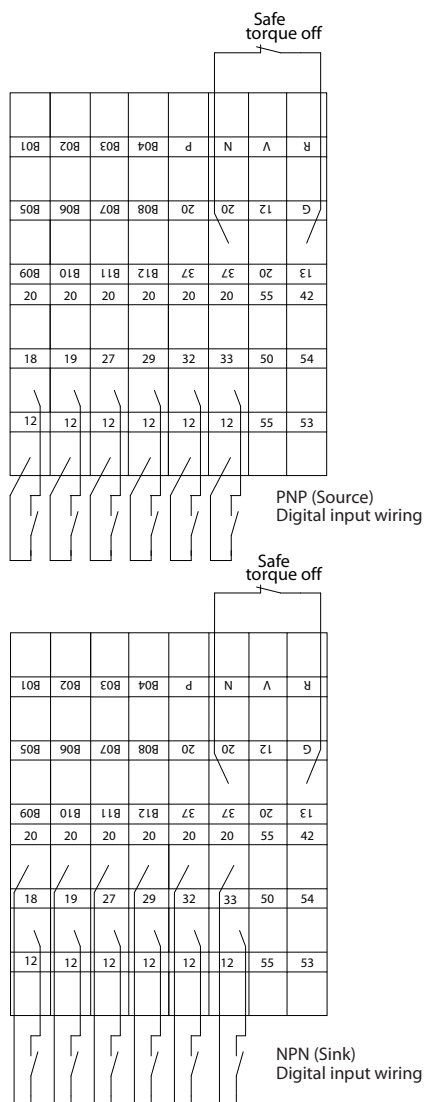 Safe
torque off
B01 B02 B03 B04 P N V R
B05 B06 B07 B08 20 20 12 G
B09 B10 B11 B12 37 37 20 13
20 20 20 20 20 20 55 42
18 19 27 29 32 33 50 54
12 12 12 12 12 12 55 53
PNP (Source)
Digital input wiring
Safe
torque off
B01 B02 B03 B04 P N V R
B05 B06 B07 B08 20 20 12 G
B09 B10 B11 B12 37 37 20 13
20 20 20 20 20 20 55 42
18 19 27 29 32 33 50 54
12 12 12 12 12 12 55 53
NPN (Sink)
Digital input wiring